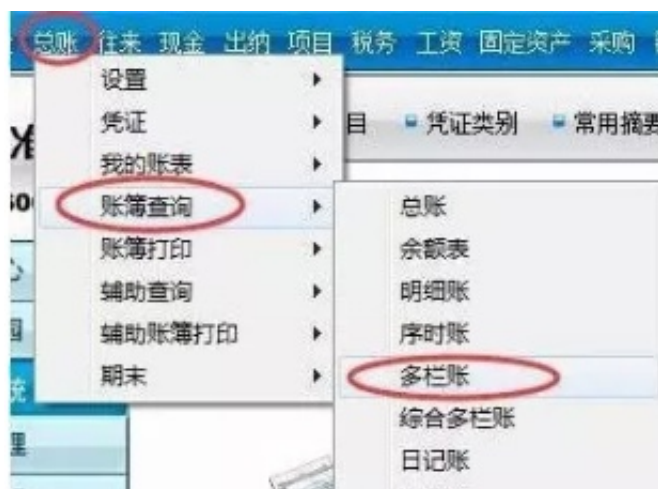 总账 往来 现金 出纳 项目 税务 工资 固定资产 采购
设置
凭证
目 凭证类别 常用摘要
我的账表
账簿查询
账簿打印
辅助查询
辅助账簿打印
期末
总账
余额表
明细账
序时账
多栏账
综合多栏账
日记账
心
统
理